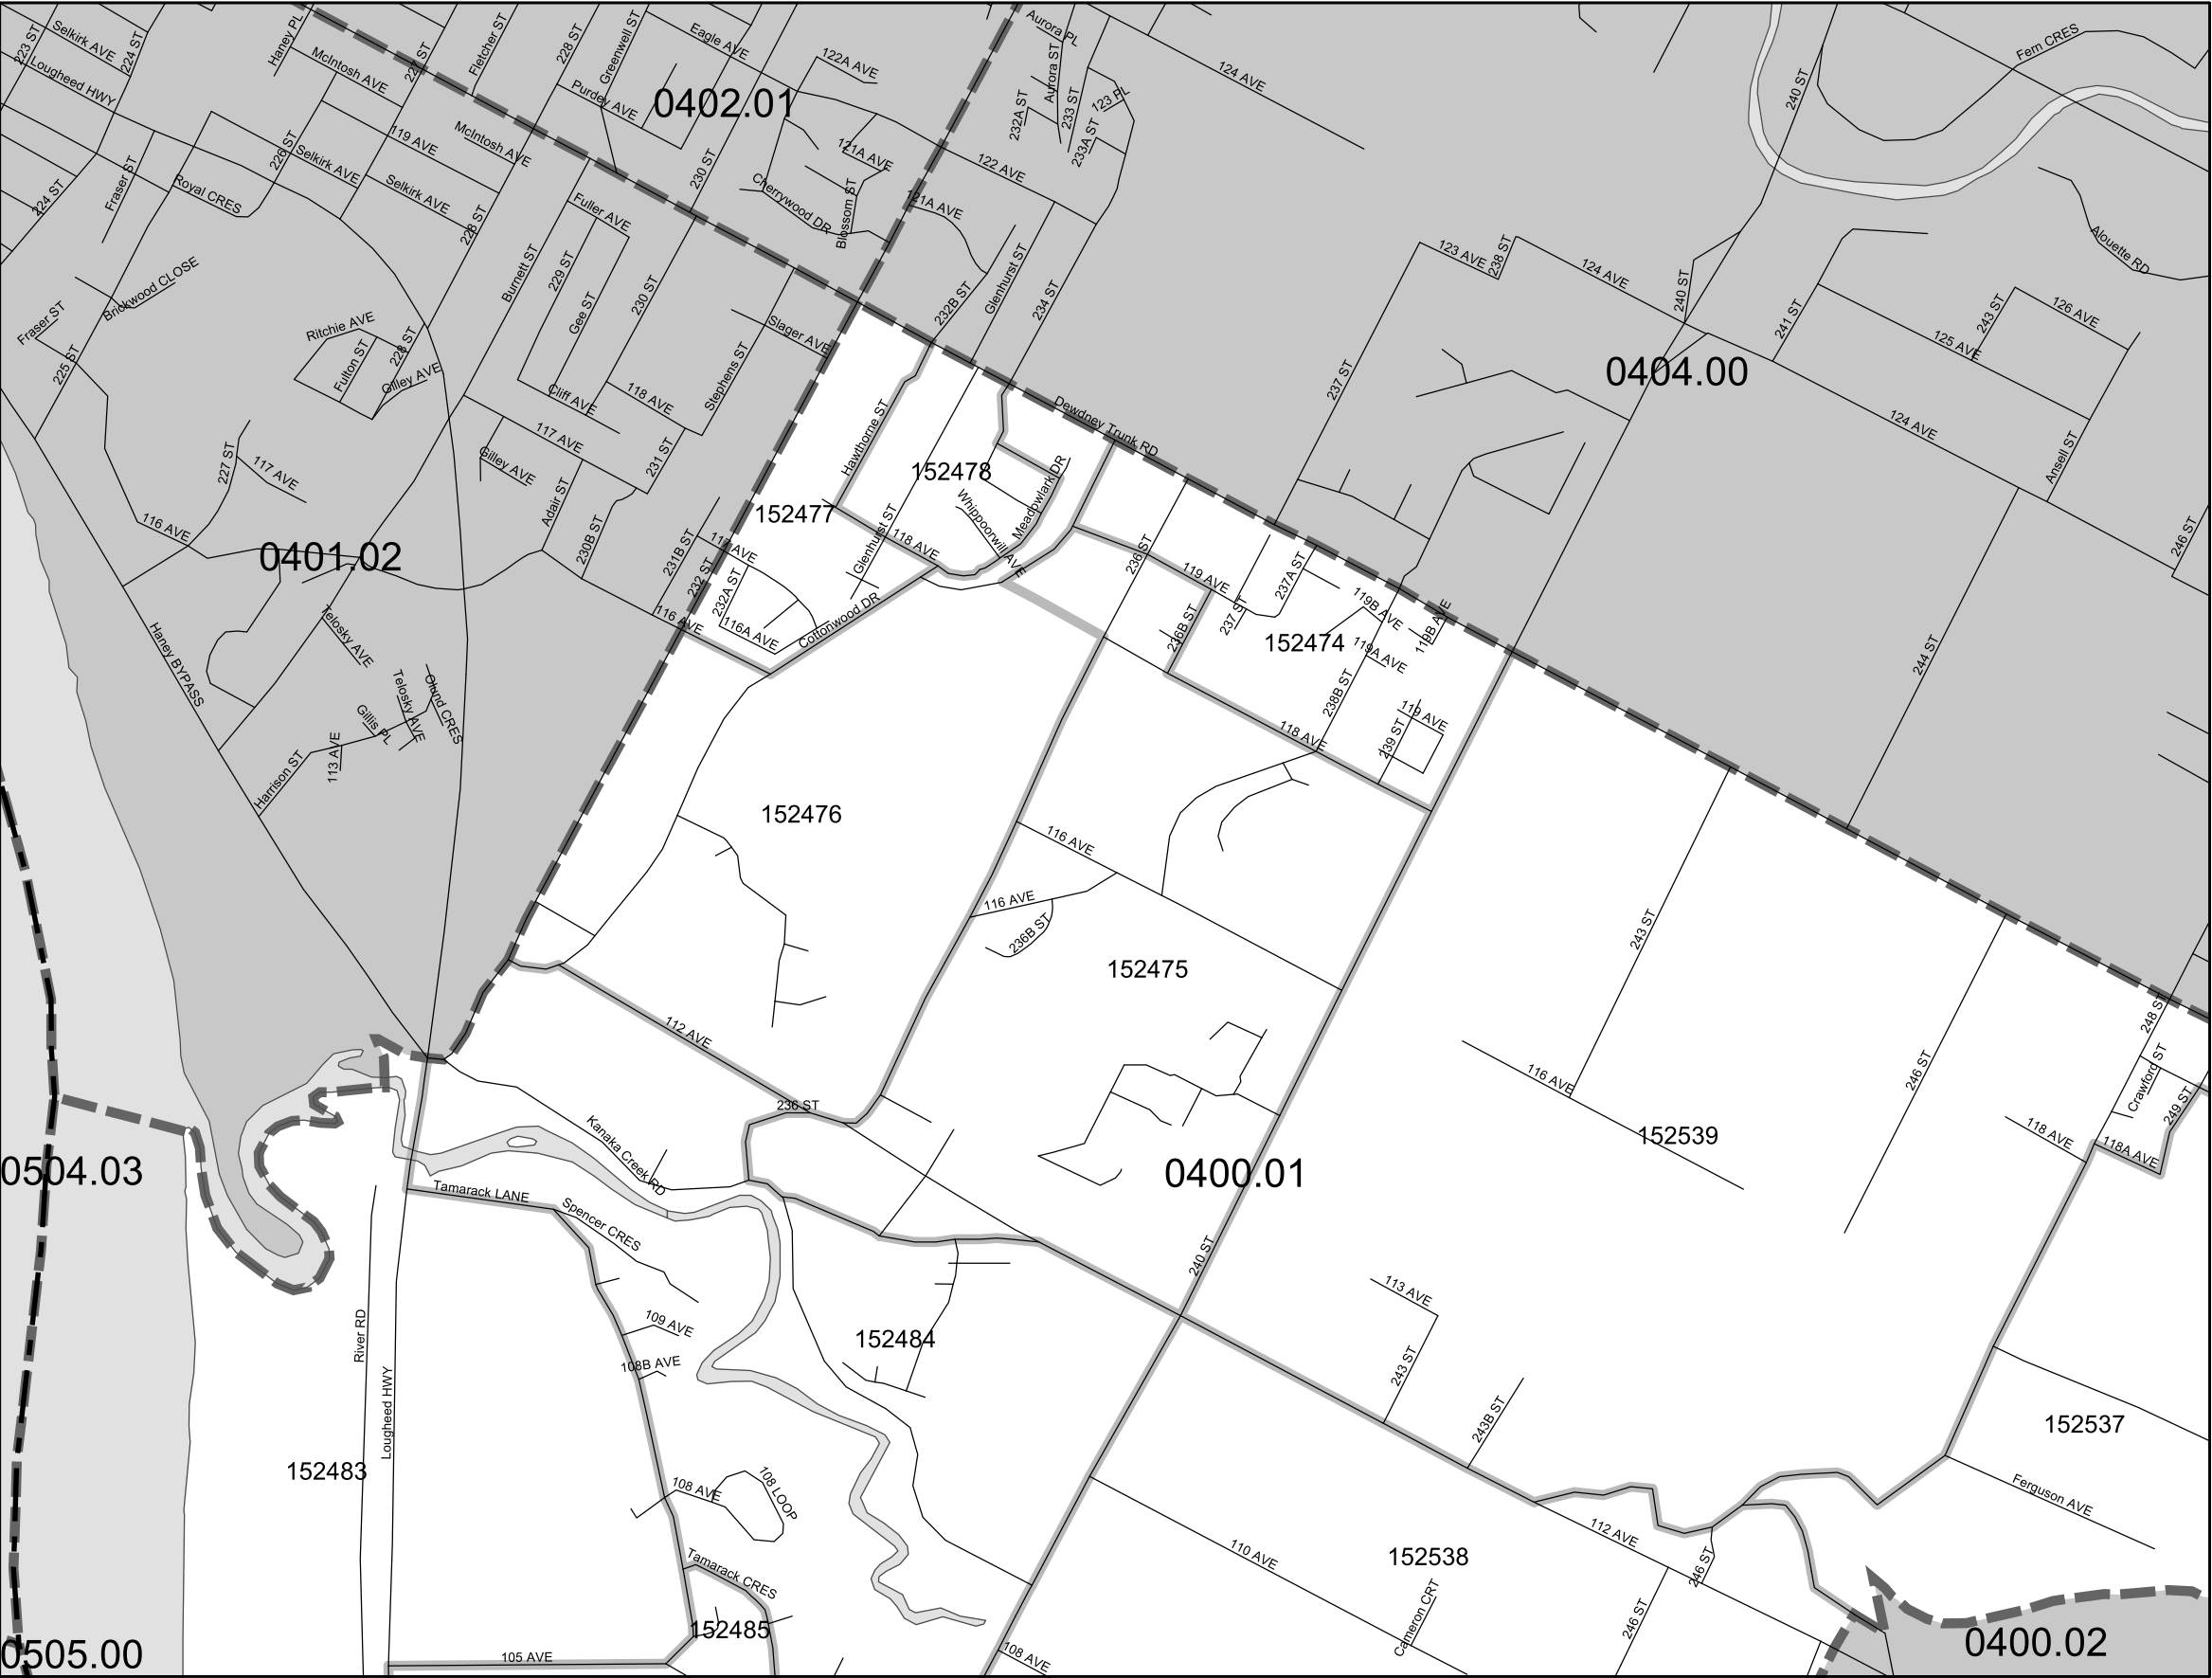 223 ST
Selkirk AVE
224 ST
Lougheed HWY
Haney PL
McIntosh AVE
227 ST
Fletcher ST
228 ST
Greenwell ST
Eagle AVE
122A AVE
Purdey AVE
0402.01
Aurora PL
Aurora ST
232A ST
233 ST
123 PL
233A ST
124 AVE
240 ST
Fern CRES
224 ST
Fraser ST
Royal CRES
226 ST
Selkirk AVE
119 AVE
McIntosh AVE
Selkirk AVE
228 ST
230 ST
121A AVE
Cherrywood DR
Blossom ST
122 AVE
121A AVE
Alouette RD
Brickwood CLOSE
Fraser ST
225 ST
Ritchie AVE
Fulton ST
228 ST
Gilley AVE
Burnett ST
Fuller AVE
229 ST
Gee ST
230 ST
Cliff AVE
118 AVE
Stephens ST
Slager AVE
232B ST
Glenhurst ST
234 ST
123 AVE
238 ST
124 AVE
240 ST
241 ST
243 ST
126 AVE
125 AVE
237 ST
0404.00
124 AVE
Ansell ST
246 ST
227 ST
117 AVE
116 AVE
0401.02
117 AVE
Gilley AVE
Adair ST
230B ST
231 ST
231B ST
232 ST
Hawthorne ST
Dewdney Trunk RD
152478
152477
Whippoorwill AVE
Meadowlark DR
Glenhurst ST
118 AVE
117 AVE
232A ST
116 AVE
116A AVE
Cottonwood DR
236 ST
119 AVE
236B ST
237 ST
237A ST
119B AVE
119B AVE
152474
119A AVE
238B ST
118 AVE
119 AVE
239 ST
244 ST
Haney BYPASS
Telosky AVE
Telosky AVE
Olund CRES
Gillis PL
113 AVE
Harrison ST
152476
116 AVE
116 AVE
236B ST
152475
243 ST
116 AVE
246 ST
152539
248 ST
Crawford ST
249 ST
118 AVE
118A AVE
112 AVE
236 ST
Kanaka Creek RD
0400.01
240 ST
0504.03
Tamarack LANE
Spencer CRES
109 AVE
108B AVE
River RD
Lougheed HWY
152484
113 AVE
243 ST
243B ST
152537
Ferguson AVE
152483
108 AVE
108 LOOP
Tamarack CRES
152485
105 AVE
108 AVE
110 AVE
152538
Cameron CRT
112 AVE
246 ST
246 ST
0505.00
0400.02